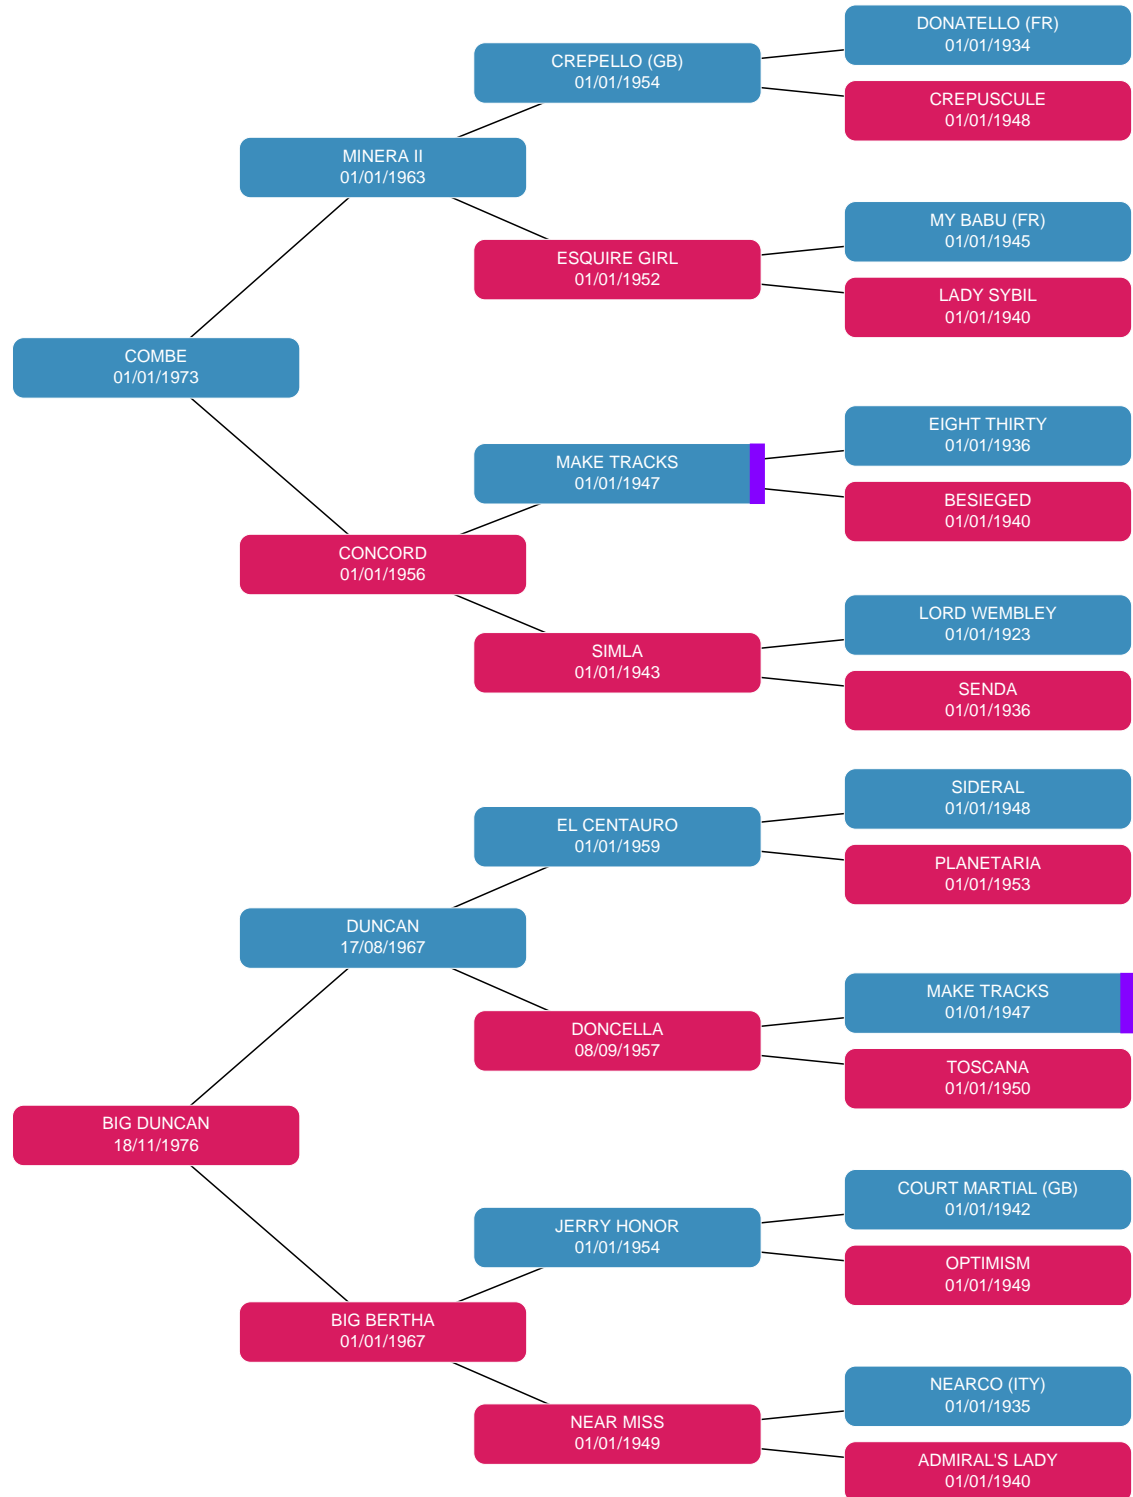 DONATELLO (FR)
01/01/1934
CREPELLO (GB)
01/01/1954
CREPUSCULE
01/01/1948
MINERA II
01/01/1963
MY BABU (FR)
01/01/1945
ESQUIRE GIRL
01/01/1952
LADY SYBIL
01/01/1940
COMBE
01/01/1973
EIGHT THIRTY
01/01/1936
MAKE TRACKS
01/01/1947
BESIEGED
01/01/1940
CONCORD
01/01/1956
LORD WEMBLEY
01/01/1923
SIMLA
01/01/1943
SENDA
01/01/1936
SIDERAL
01/01/1948
EL CENTAURO
01/01/1959
PLANETARIA
01/01/1953
DUNCAN
17/08/1967
MAKE TRACKS
01/01/1947
DONCELLA
08/09/1957
TOSCANA
01/01/1950
BIG DUNCAN
18/11/1976
COURT MARTIAL (GB)
01/01/1942
JERRY HONOR
01/01/1954
OPTIMISM
01/01/1949
BIG BERTHA
01/01/1967
NEARCO (ITY)
01/01/1935
NEAR MISS
01/01/1949
ADMIRAL'S LADY
01/01/1940